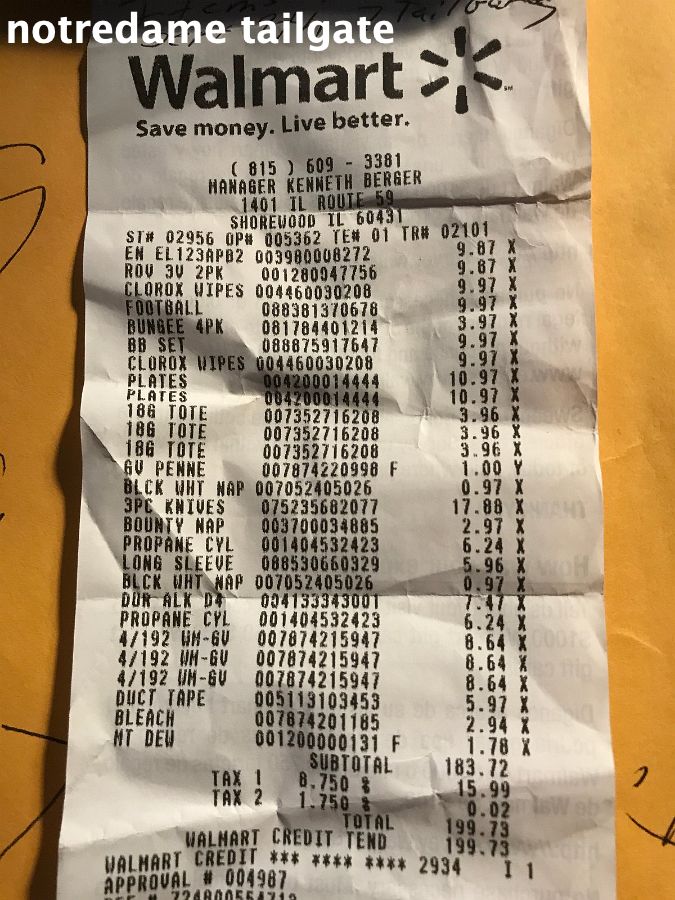 notredame tailgate
Walmart
Save money. Live better.
( 815 ) 609 - 3381
MANAGER KENNETH BERGER
1401 IL ROUTE 59
SHOREWOOD IL 60431
ST# 02956 OP# 005362 TE# 01 TR# 02101
EN EL123APB2 003980008272 9.87 X
ROV 3V 2PK 001280047756 9.87 X
CLOROX WIPES 004460030208 9.97 X
FOOTBALL 088381370678 9.97 X
BUNGEE 4PK 081784401214 3.97 X
BB SET 088875917647 9.97 X
CLOROX WIPES 004460030208 9.97 X
PLATES 004200014444 10.97 X
PLATES 004200014444 10.97 X
18G TOTE 007352716208 3.96 X
18G TOTE 007352716208 3.96 X
18G TOTE 007352716208 3.96 X
GV PENNE 007874220998 F 1.00 Y
BLCK WHT NAP 007052405026 0.97 X
3PC KNIVES 075235682077 17.88 X
BOUNTY NAP 003700034885 2.97 X
PROPANE CYL 001404532423 6.24 X
LONG SLEEVE 088530660329 5.96 X
BLCK WHT NAP 007052405026 0.97 X
DUR ALK D4 004133343001 7.47 X
PROPANE CYL 001404532423 6.24 X
4/192 WM-GV 007874215947 8.64 X
4/192 WM-GV 007874215947 8.64 X
4/192 WM-GV 007874215947 8.64 X
DUCT TAPE 005113103453 5.97 X
BLEACH 007874201185 2.94 X
MT DEW 001200000131 F 1.78 X
SUBTOTAL 183.72
TAX 1 8.750 % 15.99
TAX 2 1.750 % 0.02
TOTAL 199.73
WALMART CREDIT TEND 199.73
WALMART CREDIT *** **** **** 2934 I 1
APPROVAL # 004987